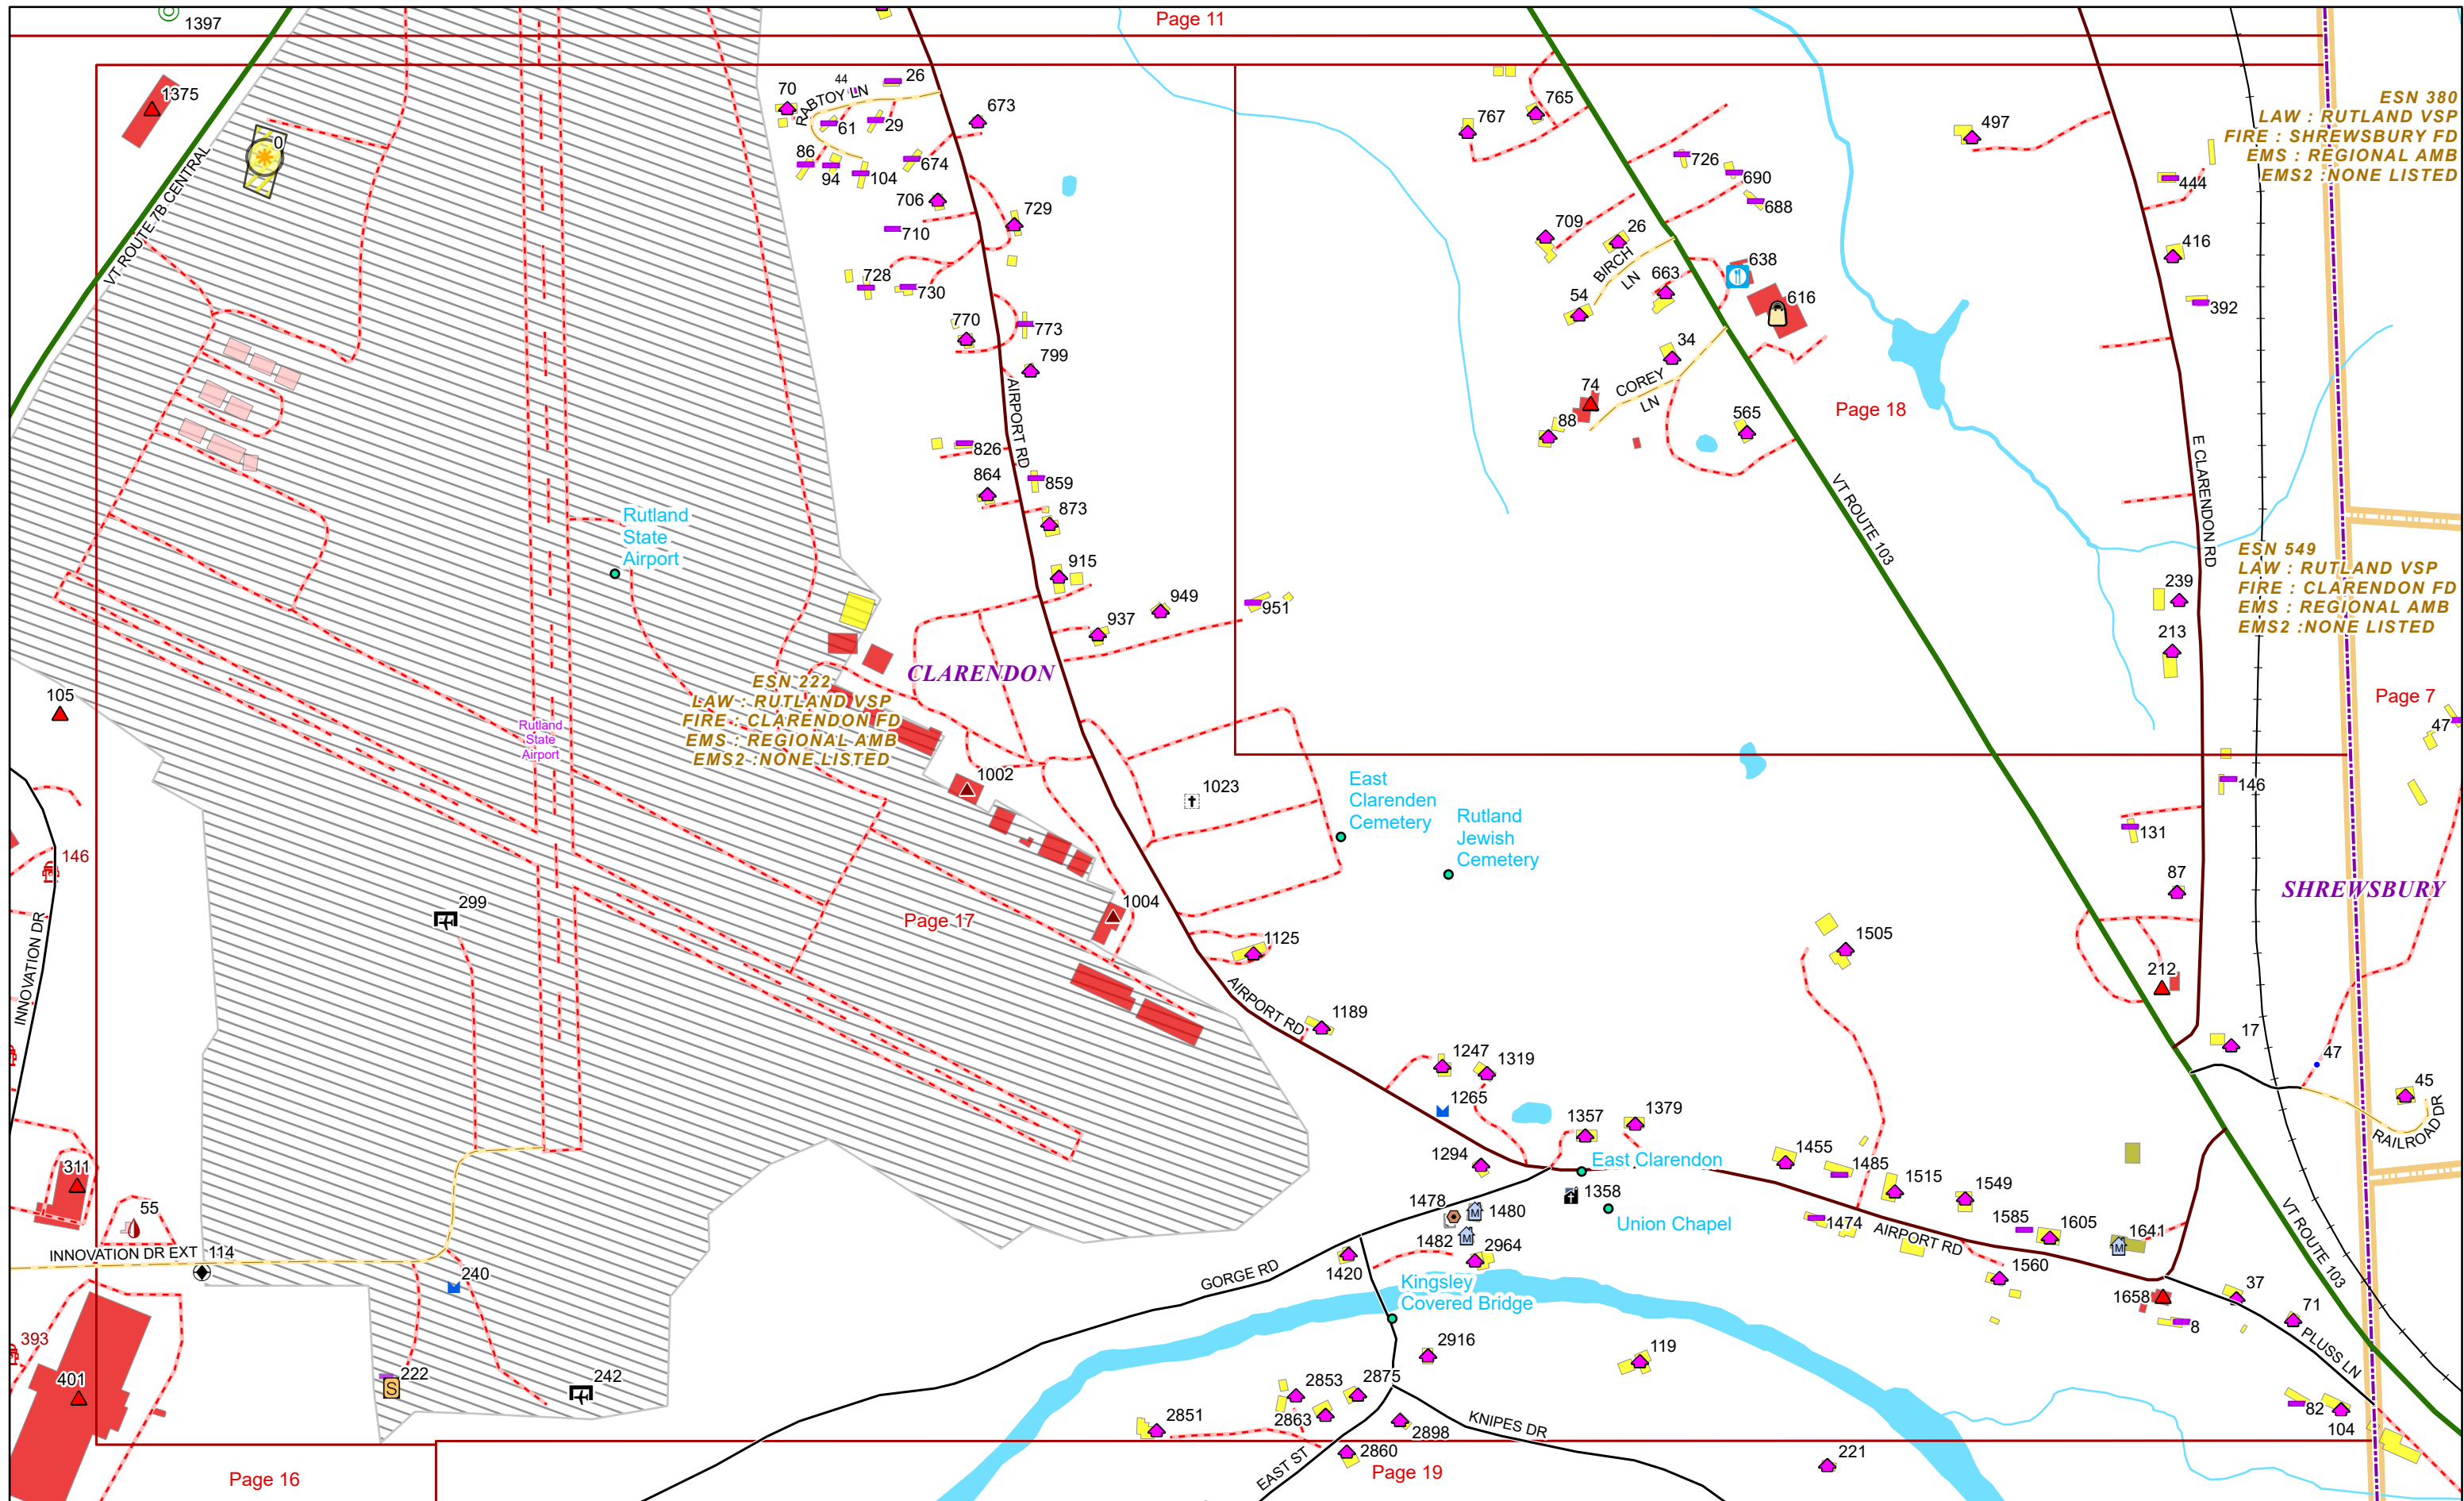 1397
Page 11
1375
0
VT ROUTE 7B CENTRAL
70
44
26
RABTOY LN
61
29
673
86
94
104
674
706
729
710
728
730
770
773
799
AIRPORT RD
826
864
859
873
915
937
949
951
767
765
726
690
688
709
26
BIRCH
LN
663
638
616
54
34
COREY
LN
74
88
565
Page 18
VT ROUTE 103
497
444
416
392
E CLARENDON RD
ESN 380
LAW : RUTLAND VSP
FIRE : SHREWSBURY FD
EMS : REGIONAL AMB
EMS2 :NONE LISTED
ESN 549
LAW : RUTLAND VSP
FIRE : CLARENDON FD
EMS : REGIONAL AMB
EMS2 :NONE LISTED
239
213
Page 7
47
Rutland
State
Airport
CLARENDON
ESN 222
LAW : RUTLAND VSP
FIRE : CLARENDON FD
EMS : REGIONAL AMB
EMS2 :NONE LISTED
Rutland
State
Airport
105
146
INNOVATION DR
1002
1023
East
Clarenden
Cemetery
Rutland
Jewish
Cemetery
146
131
87
SHREWSBURY
299
Page 17
1004
1125
AIRPORT RD
1189
1505
212
17
47
45
RAILROAD DR
1247
1319
1265
1357
1379
1294
East Clarendon
1358
Union Chapel
1478
1480
M
1482
M
2964
1420
GORGE RD
Kingsley
Covered Bridge
1455
1485
1515
1549
1474
AIRPORT RD
1585
1605
1641
M
1560
1658
8
37
71
PLUSS LN
VT ROUTE 103
82
104
311
55
INNOVATION DR EXT
114
240
393
401
222
S
242
2916
119
2853
2875
2863
2851
2898
KNIPES DR
2860
EAST ST
221
Page 16
Page 19